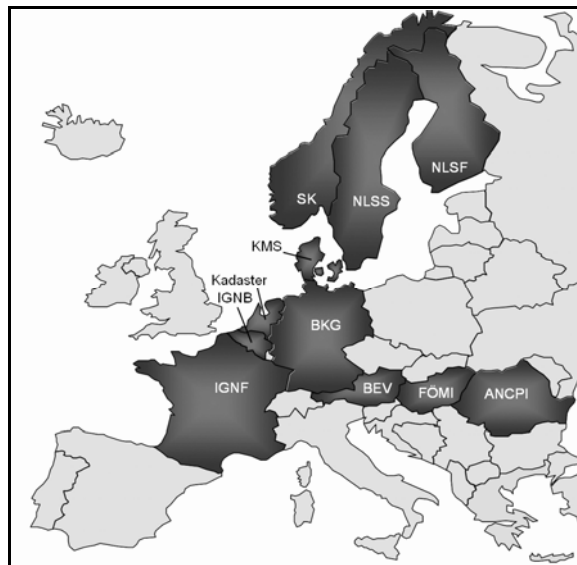 NLSF
SK
NLSS
KMS
Kadaster
IGNB
BKG
IGNF
BEV
FÖMI
ANCPI